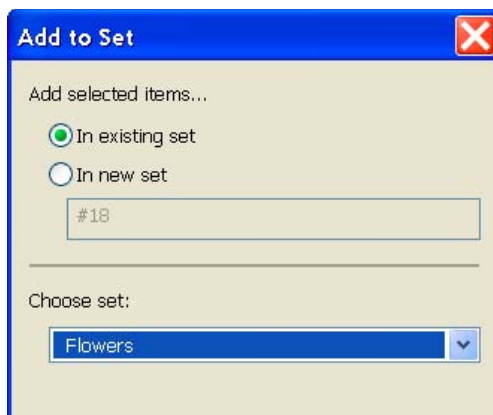 Add to Set
Add selected items...
In existing set
In new set
#18
Choose set:
Flowers